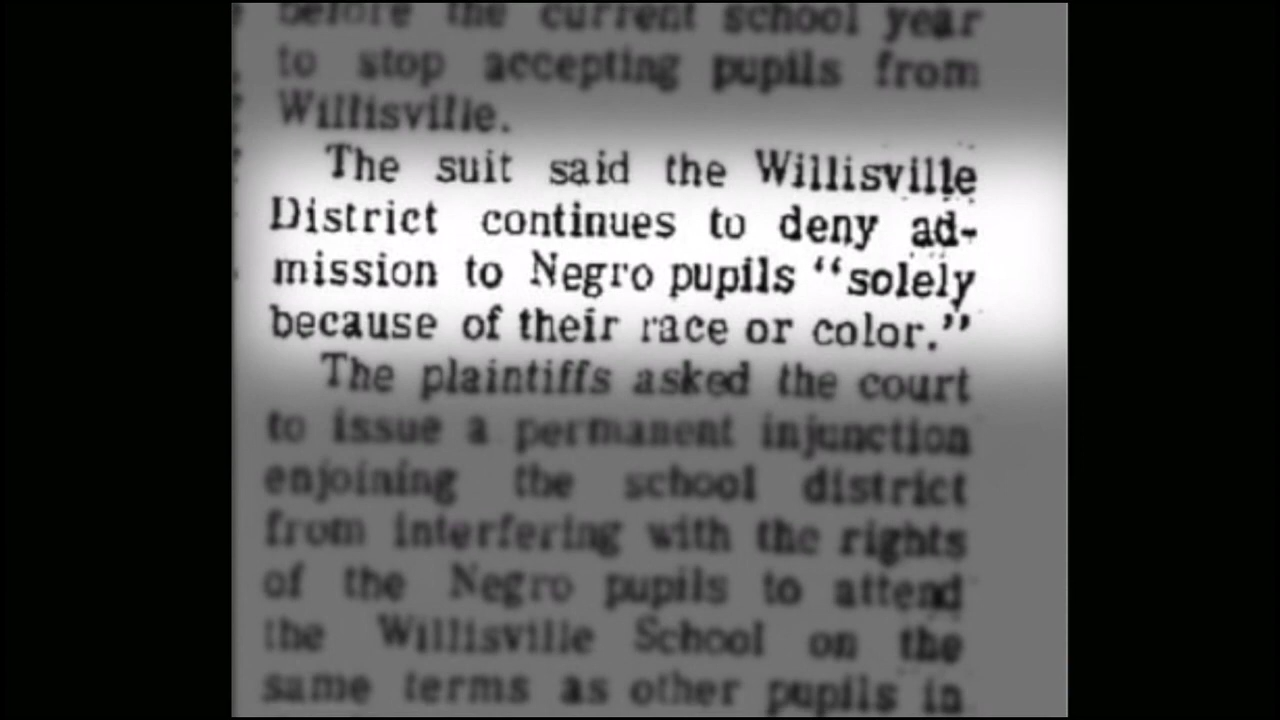 before the current school year
to stop accepting pupils from
Willisville.
The suit said the Willisville
District continues to deny ad-
mission to Negro pupils “solely
because of their race or color.”
The plaintiffs asked the court
to issue a permanent injunction
enjoining the school district
from interfering with the rights
of the Negro pupils to attend
the Willisville School on the
same terms as other pupils in